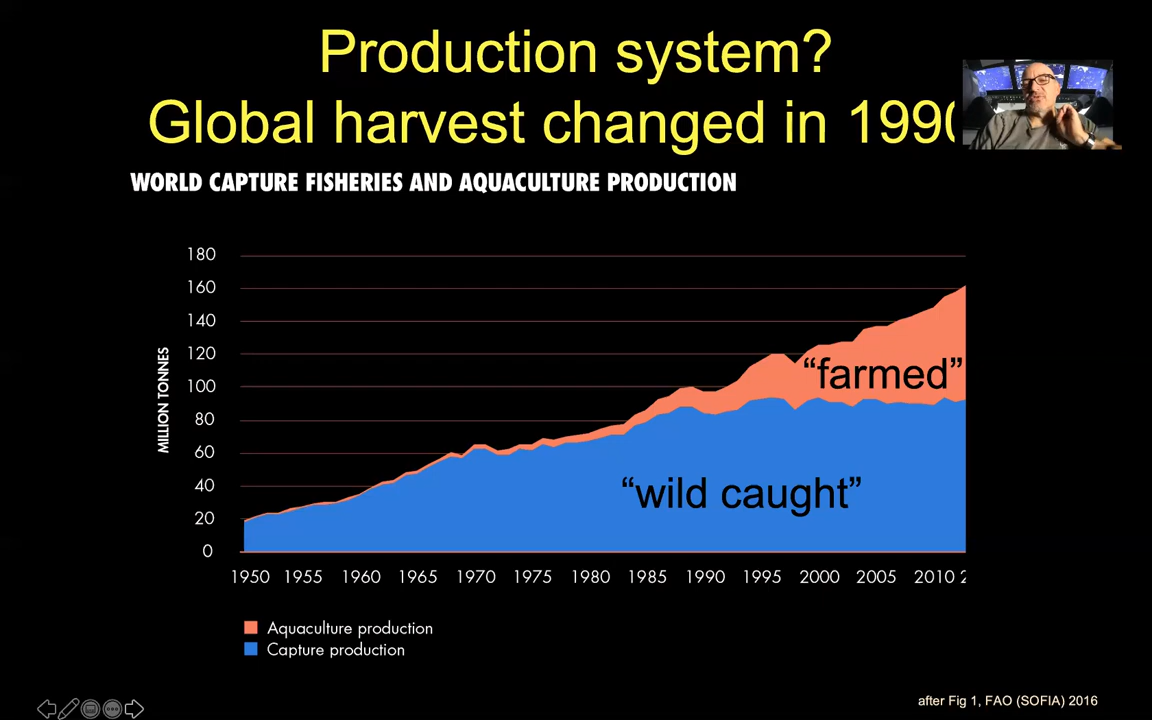 Production system?
Global harvest changed in 1990
WORLD CAPTURE FISHERIES AND AQUACULTURE PRODUCTION
180
160
140
120
100
80
60
40
20
0
MILLION TONNES
"farmed"
"wild caught"
1950 1955 1960 1965 1970 1975 1980 1985 1990 1995 2000 2005 2010 2
Aquaculture production
Capture production
after Fig 1, FAO (SOFIA) 2016